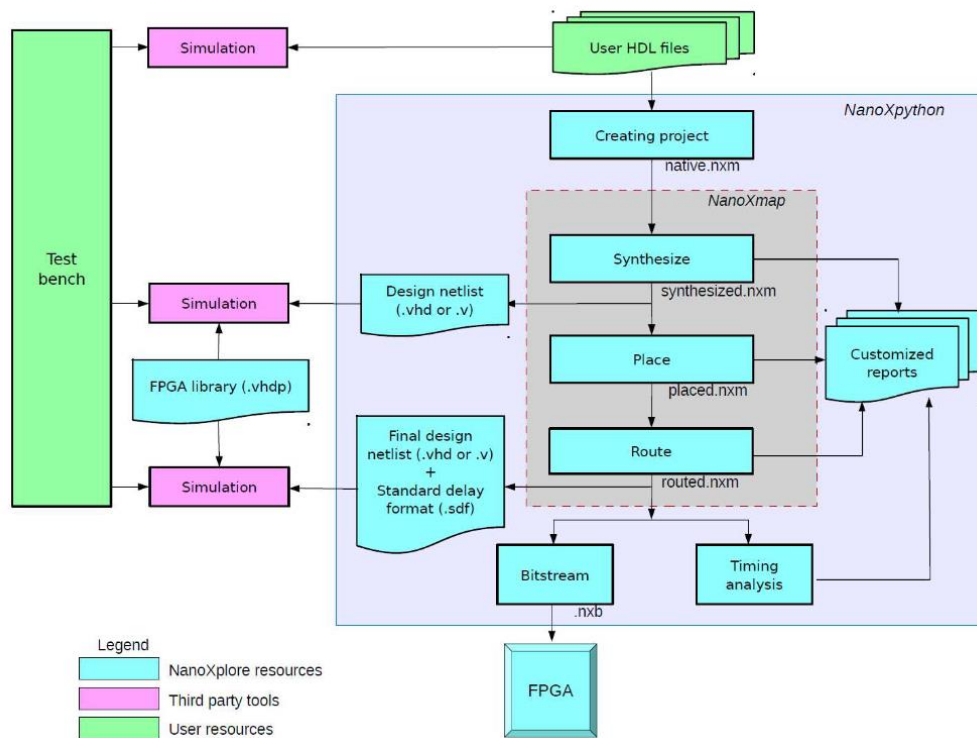 User HDL files
Simulation
NanoXpython
Creating project
native.nxm
NanoXmap
Test
bench
Synthesize
synthesized.nxm
Design netlist
(.vhd or .v)
Simulation
Place
placed.nxm
Customized
reports
FPGA library (.vhdp)
Final design
netlist (.vhd or .v)
+
Standard delay
format (.sdf)
Route
routed.nxm
Simulation
Bitstream
.nxb
Timing
analysis
FPGA
Legend
NanoXplore resources
Third party tools
User resources